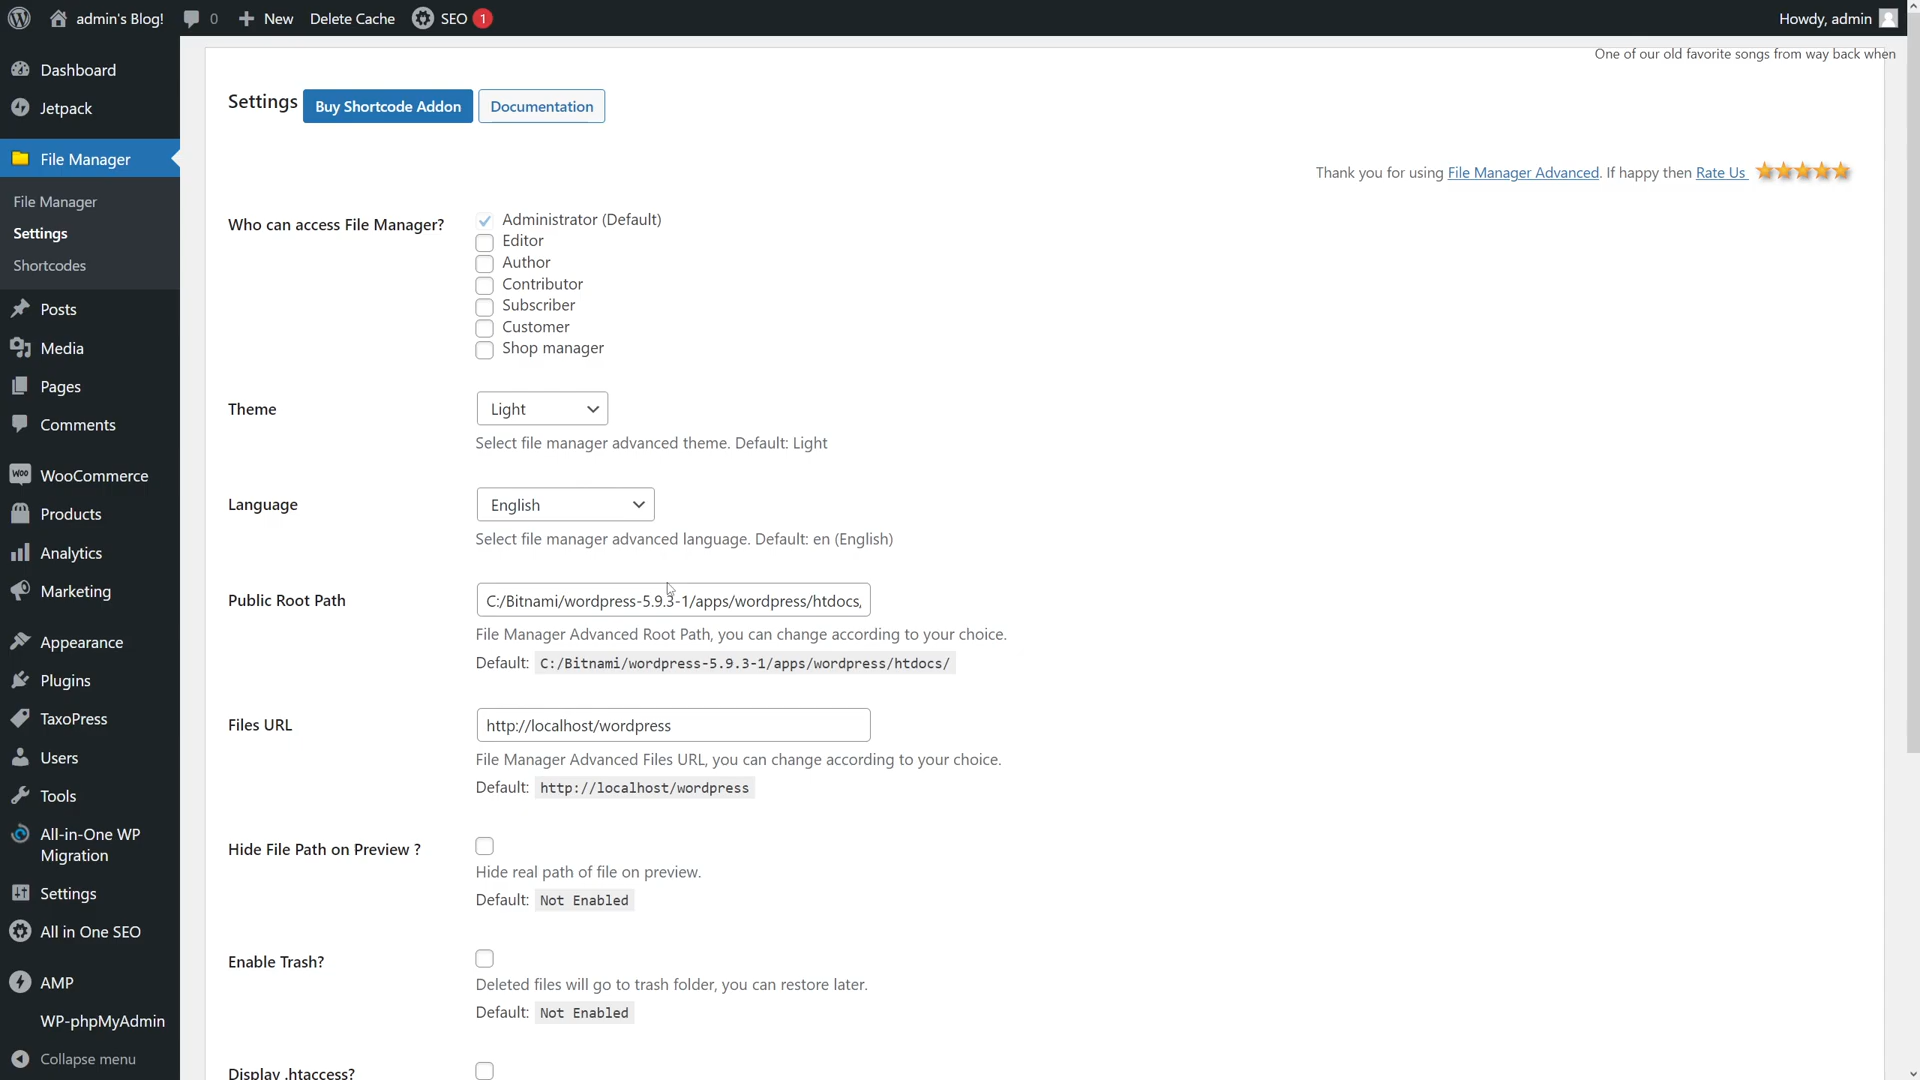 admin's Blog!
0
New
Delete Cache
SEO
1
Howdy, admin
One of our old favorite songs from way back when
Dashboard
Jetpack
File Manager
File Manager
Settings
Shortcodes
Posts
Media
Pages
Comments
Woo
WooCommerce
Products
Analytics
Marketing
Appearance
Plugins
TaxoPress
Users
Tools
All-in-One WP
Migration
Settings
All in One SEO
AMP
WP-phpMyAdmin
Collapse menu
Settings
Buy Shortcode Addon
Documentation
Thank you for using File Manager Advanced. If happy then Rate Us
Who can access File Manager?
Administrator (Default)
Editor
Author
Contributor
Subscriber
Customer
Shop manager
Theme
Light
Select file manager advanced theme. Default: Light
Language
English
Select file manager advanced language. Default: en (English)
Public Root Path
C:/Bitnami/wordpress-5.9.3-1/apps/wordpress/htdocs,
File Manager Advanced Root Path, you can change according to your choice.
Default: C:/Bitnami/wordpress-5.9.3-1/apps/wordpress/htdocs/
Files URL
http://localhost/wordpress
File Manager Advanced Files URL, you can change according to your choice.
Default: http://localhost/wordpress
Hide File Path on Preview ?
Hide real path of file on preview.
Default: Not Enabled
Enable Trash?
Deleted files will go to trash folder, you can restore later.
Default: Not Enabled
Display .htaccess?